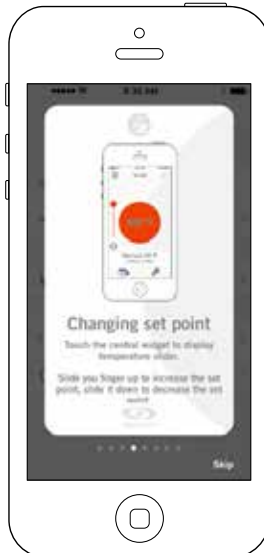 Changing set point
Touch the central widget to display
temperature slider.
Slide you finger up to increase the set
point, slide it down to decrease the set
point
Skip